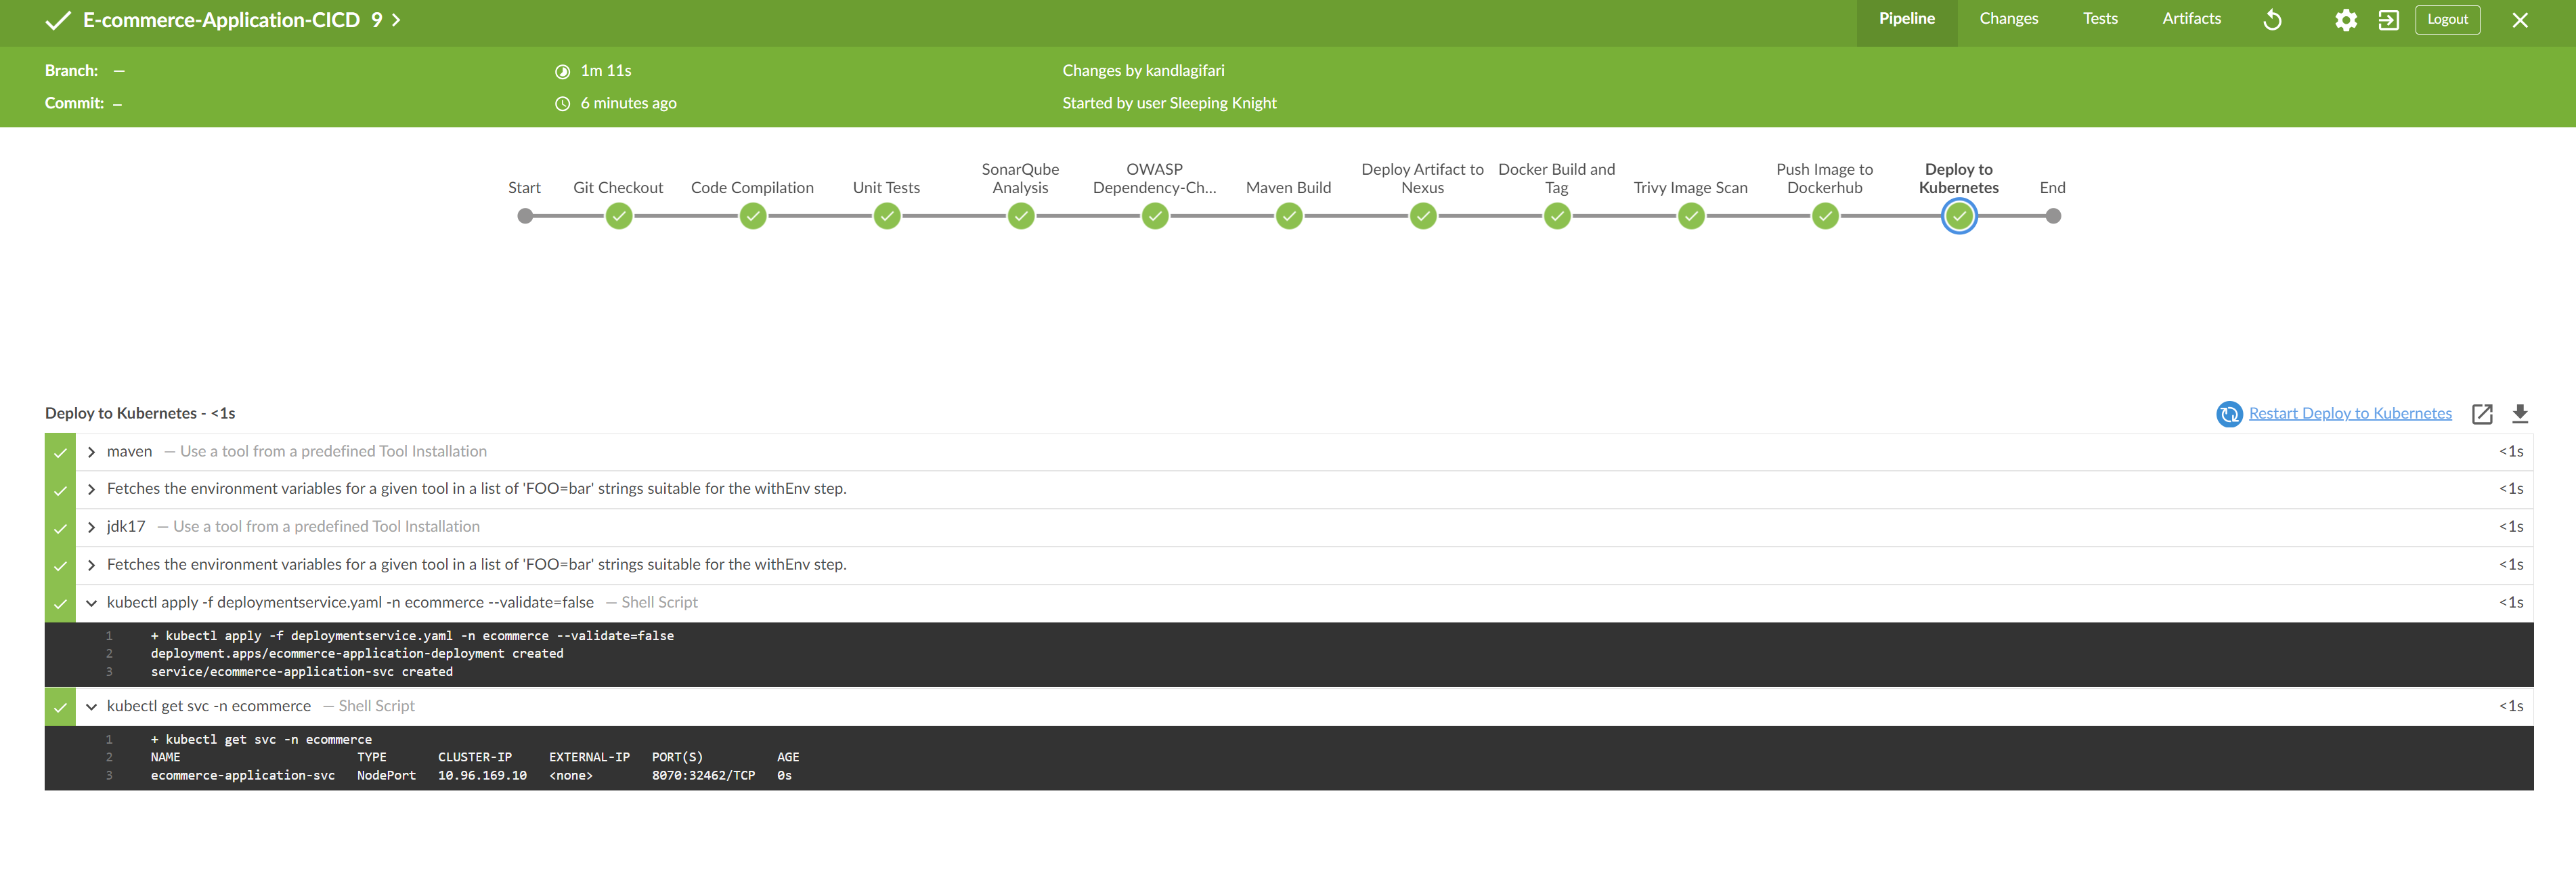 E-commerce-Application-CICD 9
Pipeline Changes Tests Artifacts Logout
Branch: — 1m 11s Changes by kandlagifari
Commit: — 6 minutes ago Started by user Sleeping Knight
Start
Git Checkout
Code Compilation
Unit Tests
SonarQube
Analysis
OWASP
Dependency-Ch...
Maven Build
Deploy Artifact to
Nexus
Docker Build and
Tag
Trivy Image Scan
Push Image to
Dockerhub
Deploy to
Kubernetes
End
Deploy to Kubernetes - <1s Restart Deploy to Kubernetes
maven — Use a tool from a predefined Tool Installation <1s
Fetches the environment variables for a given tool in a list of 'FOO=bar' strings suitable for the withEnv step. <1s
jdk17 — Use a tool from a predefined Tool Installation <1s
Fetches the environment variables for a given tool in a list of 'FOO=bar' strings suitable for the withEnv step. <1s
kubectl apply -f deploymentservice.yaml -n ecommerce --validate=false — Shell Script <1s
1 + kubectl apply -f deploymentservice.yaml -n ecommerce --validate=false
2 deployment.apps/ecommerce-application-deployment created
3 service/ecommerce-application-svc created
kubectl get svc -n ecommerce — Shell Script <1s
1 + kubectl get svc -n ecommerce
2 NAME TYPE CLUSTER-IP EXTERNAL-IP PORT(S) AGE
3 ecommerce-application-svc NodePort 10.96.169.10 <none> 8070:32462/TCP 0s